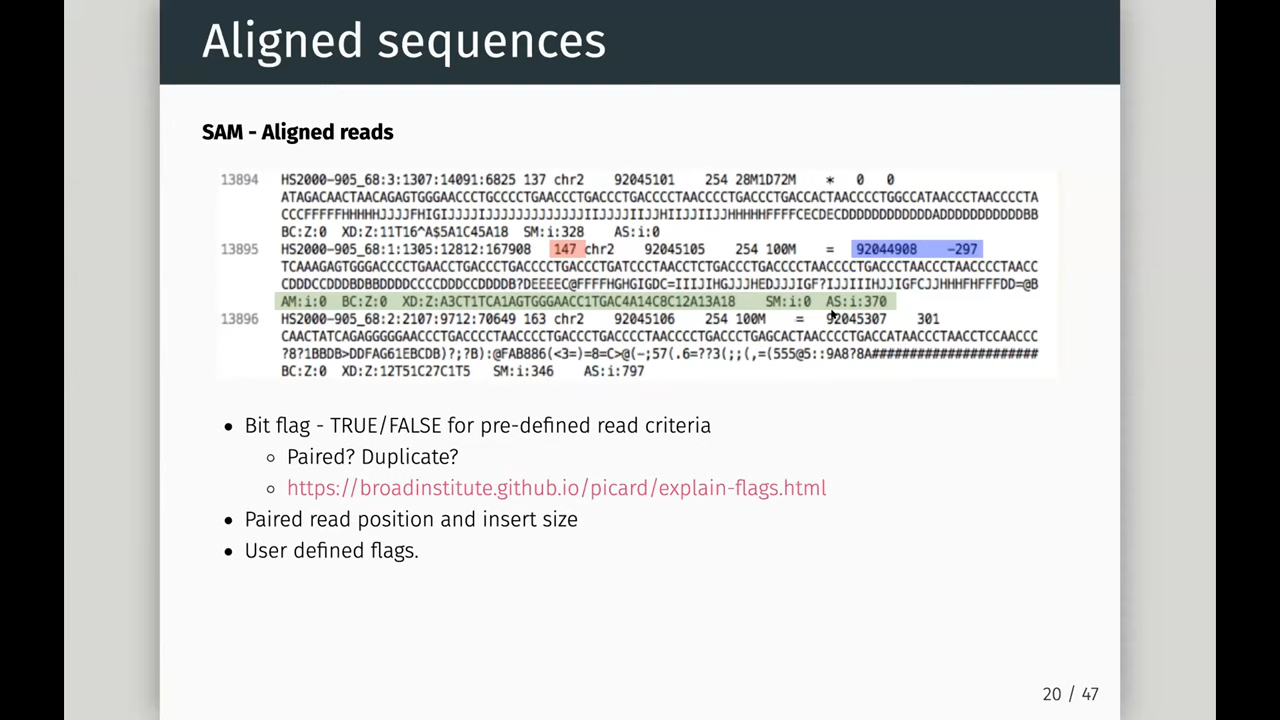 Aligned sequences
SAM - Aligned reads
13894 HS2000-905_68:3:1307:14091:6825 137 chr2 92045101 254 28M1D72M * 0 0
ATAGACAACTAACAGAGTGGGAACCCTGCCCCTGAACCCTGACCCTGACCCCTAACCCCTGACCCTGACCACTAACCCCTGGCCATAACCCTAACCCCTA
CCCFFFFFHHHHHJJJJFHIGIJJJJIJJJJJJJJJJJJJIIJJJJIIJJHIIJJIIJJHHHHHFFFFCECDECDDDDDDDDDDDDADDDDDDDDDDDBB
BC:Z:0 XD:Z:11T16^A$5A1C45A18 SM:i:328 AS:i:0
13895 HS2000-905_68:1:1305:12812:167908 147 chr2 92045105 254 100M = 92044908 -297
TCAAAGAGTGGGACCCCTGAACCTGACCCTGACCCCTGACCCTGATCCCTAACCTCTGACCCTGACCCCTAACCCCTGACCCTAACCCTAACCCCTAACC
CDDDCDDDDBDBBDDDDCCCCDDDCCDDDDB?DEEEEC@FFFFHGHGIGDC=IIIJIHGJJJHEDJJJJIGF?IJJIIIHJJIGFCJJHHHFHFFFDD=@B
AM:i:0 BC:Z:0 XD:Z:A3CT1TCA1AGTGGGAACC1TGAC4A14C8C12A13A18 SM:i:0 AS:i:370
13896 HS2000-905_68:2:2107:9712:70649 163 chr2 92045106 254 100M = 92045307 301
CAACTATCAGAGGGGGAACCCTGACCCCTAACCCCTGACCCTGACCCCTAACCCCTGACCCTGAGCACTAACCCCTGACCATAACCCTAACCTCCAACCC
?8?1BBDB>DDFAG61EBCDB)?;?B):@FAB886(<3=)=8=C>@(-;57(.6=??3(;;(,=(555@5::9A8?8A######################
BC:Z:0 XD:Z:12T51C27C1T5 SM:i:346 AS:i:797
• Bit flag - TRUE/FALSE for pre-defined read criteria
◦ Paired? Duplicate?
◦ https://broadinstitute.github.io/picard/explain-flags.html
• Paired read position and insert size
• User defined flags.
20 / 47